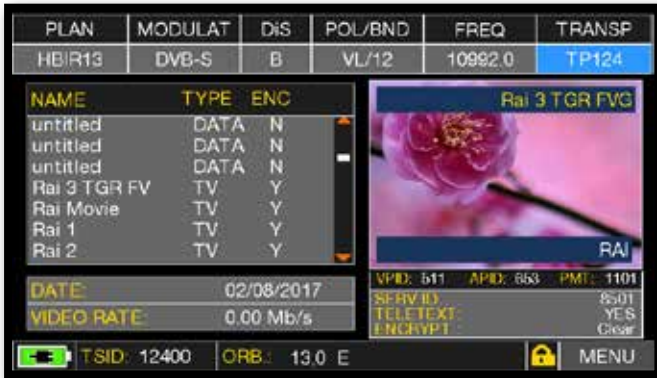 PLAN MODULAT DiS POL/BND FREQ TRANSP
HBIR13 DVB-S B VL/12 10992.0 TP124
NAME TYPE ENC
untitled DATA N
untitled DATA N
untitled DATA N
Rai 3 TGR FV TV Y
Rai Movie TV Y
Rai 1 TV Y
Rai 2 TV Y
Rai 3 TGR FVG
RAI
VPID: 511 APID: 653 PMT: 1101
SERV ID: 8501
TELETEXT: YES
ENCRYPT: Clear
DATE: 02/08/2017
VIDEO RATE: 0.00 Mb/s
TSID: 12400 ORB.: 13.0 E MENU